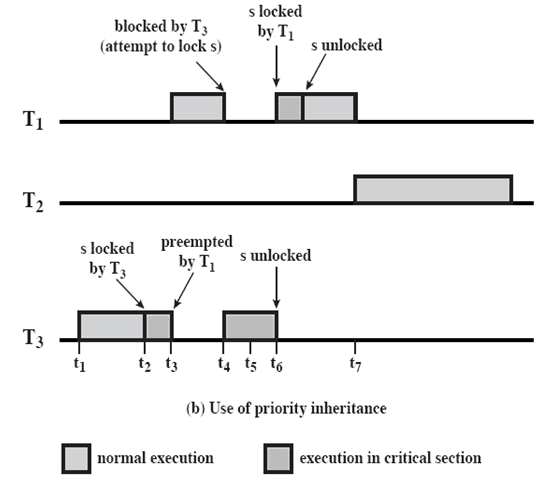 s locked
by T1
blocked by T3
(attempt to lock s)
s unlocked
T1
T2
s locked
by T3
preempted
by T1
s unlocked
T3
t1 t2 t3 t4 t5 t6 t7
(b) Use of priority inheritance
normal execution
execution in critical section